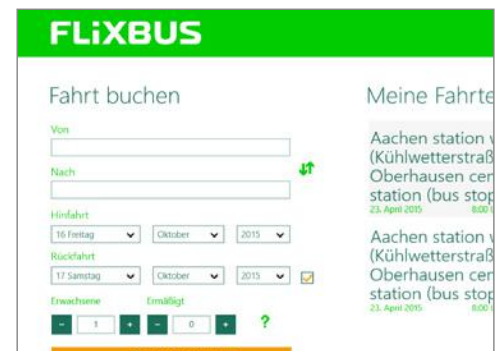 FLiXBUS
Fahrt buchen
Von
Nach
Hinfahrt
16 Freitag
Oktober
2015
Rückfahrt
17 Samstag
Oktober
2015
Erwachsene
Ermäßigt
- 1 +
- 0 +
?
Meine Fahrte
Aachen station
(Kühlwetterstraß
Oberhausen cen
station (bus stop
23. April 2015
8:00
Aachen station
(Kühlwetterstraß
Oberhausen cen
station (bus stop
23. April 2015
8:00